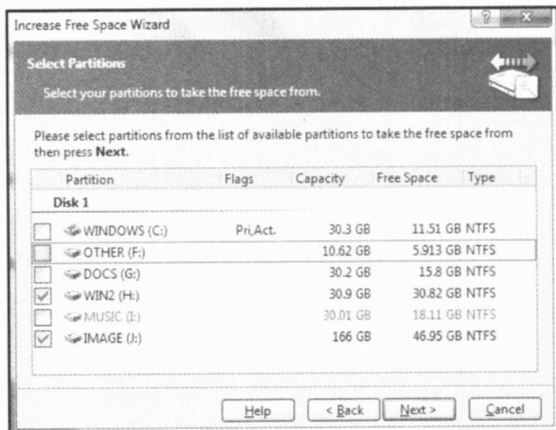 Increase Free Space Wizard
Select Partitions
Select your partitions to take the free space from.
Please select partitions from the list of available partitions to take the free space from
then press Next.
Partition Flags Capacity Free Space Type
Disk 1
WINDOWS (C:) Pri,Act. 30.3 GB 11.51 GB NTFS
OTHER (F:) 10.62 GB 5.913 GB NTFS
DOCS (G:) 30.2 GB 15.8 GB NTFS
WIN2 (H:) 30.9 GB 30.82 GB NTFS
MUSIC (I:) 30.01 GB 18.11 GB NTFS
IMAGE (J:) 166 GB 46.95 GB NTFS
Help < Back Next > Cancel